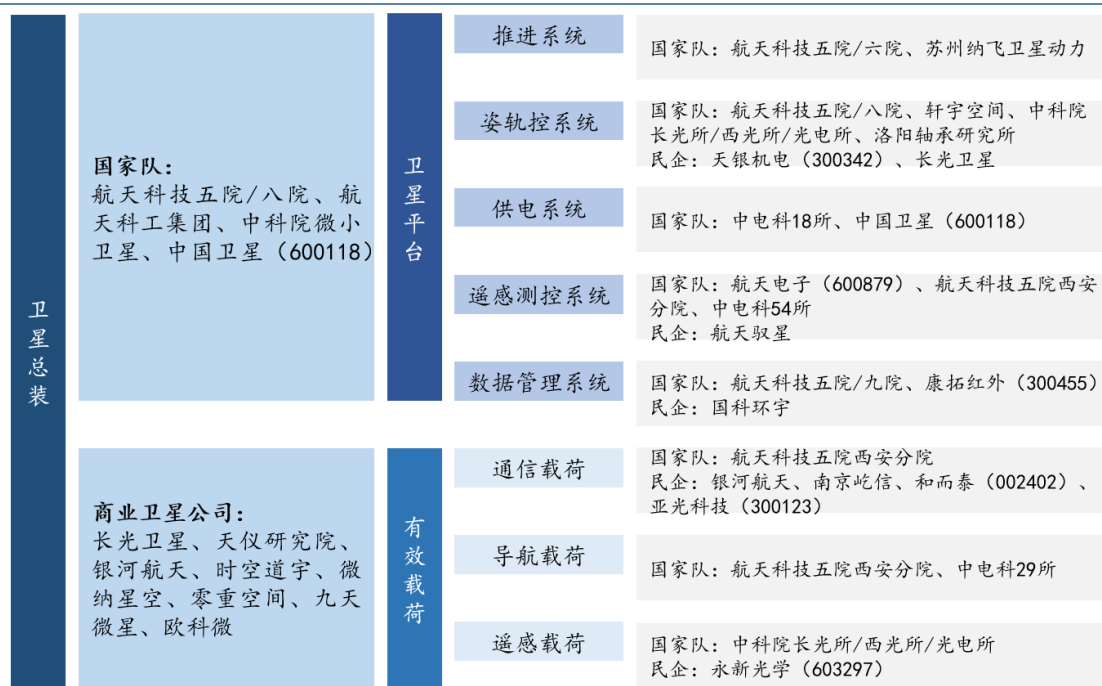 卫星总装
国家队：
航天科技五院/八院、航
天科工集团、中科院微小
卫星、中国卫星（600118）
商业卫星公司：
长光卫星、天仪研究院、
银河航天、时空道宇、微
纳星空、零重空间、九天
微星、欧科微
卫星平台
推进系统
国家队：航天科技五院/六院、苏州纳飞卫星动力
姿轨控系统
国家队：航天科技五院/八院、轩宇空间、中科院
长光所/西光所/光电所、洛阳轴承研究所
民企：天银机电（300342）、长光卫星
供电系统
国家队：中电科18所、中国卫星（600118）
遥感测控系统
国家队：航天电子（600879）、航天科技五院西安
分院、中电科54所
民企：航天驭星
数据管理系统
国家队：航天科技五院/九院、康拓红外（300455）
民企：国科环宇
有效载荷
通信载荷
国家队：航天科技五院西安分院
民企：银河航天、南京屹信、和而泰（002402）、
亚光科技（300123）
导航载荷
国家队：航天科技五院西安分院、中电科29所
遥感载荷
国家队：中科院长光所/西光所/光电所
民企：永新光学（603297）